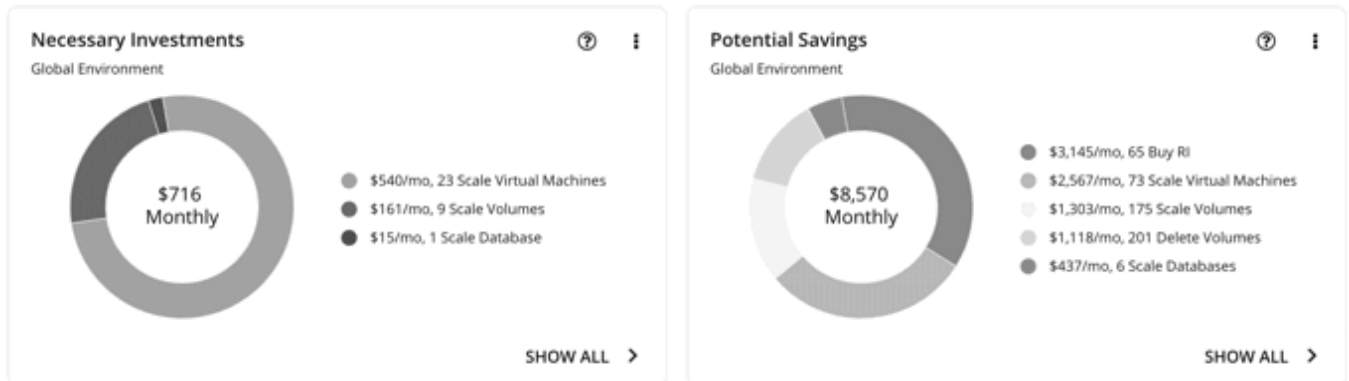 Necessary Investments
Global Environment
$716
Monthly
$540/mo, 23 Scale Virtual Machines
$161/mo, 9 Scale Volumes
$15/mo, 1 Scale Database
SHOW ALL
Potential Savings
Global Environment
$8,570
Monthly
$3,145/mo, 65 Buy RI
$2,567/mo, 73 Scale Virtual Machines
$1,303/mo, 175 Scale Volumes
$1,118/mo, 201 Delete Volumes
$437/mo, 6 Scale Databases
SHOW ALL